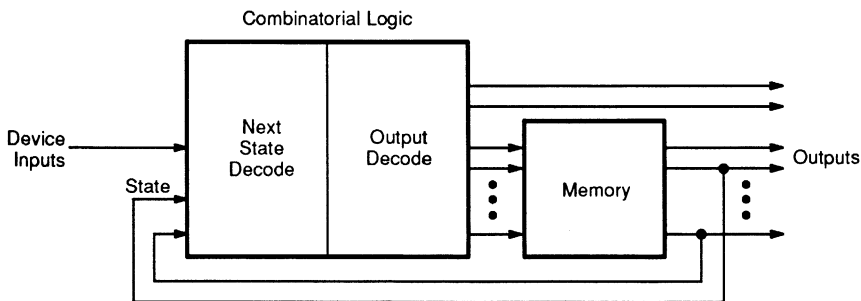 Combinatorial Logic
Device
Inputs
State
Next
State
Decode
Output
Decode
Memory
Outputs